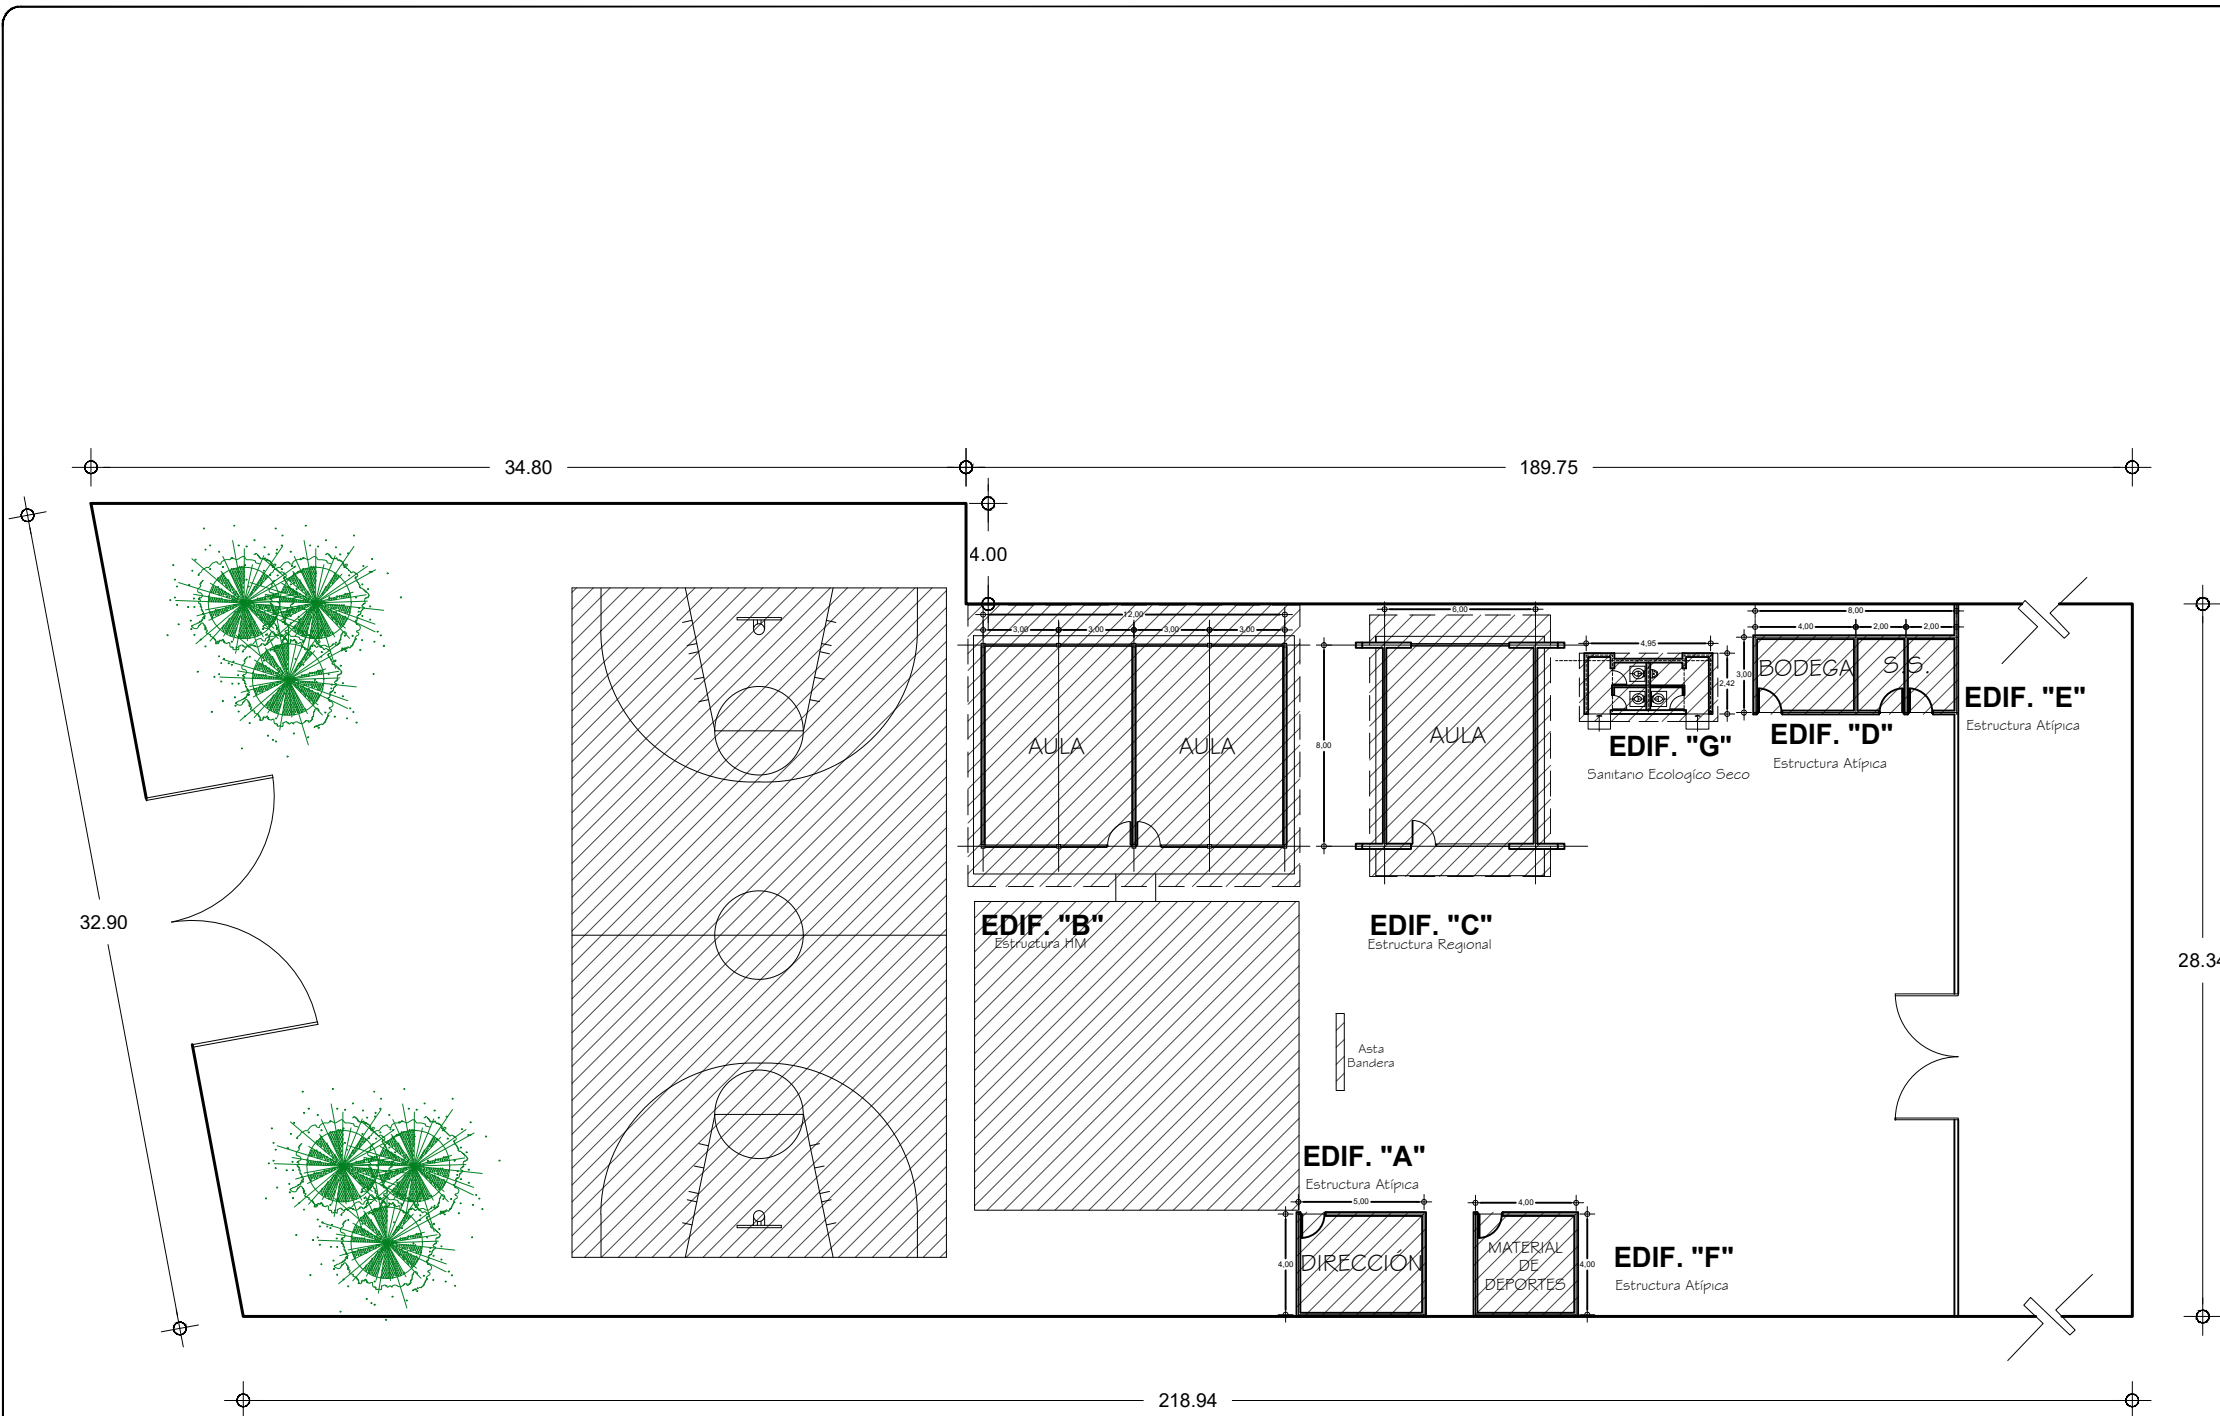 34.80
189.75
4.00
12,00
3,00
3,00
3,00
3,00
6,00
4,95
8,00
4,00
2,00
2,00
BODEGA
S.S.
3,00
2,42
EDIF. "E"
Estructura Atípica
EDIF. "G"
Sanitario Ecologíco Seco
EDIF. "D"
Estructura Atípica
AULA
AULA
8,00
AULA
32.90
EDIF. "B"
Estructura HM
EDIF. "C"
Estructura Regional
28.34
Asta
Bandera
EDIF. "A"
Estructura Atípica
5,00
4,00
4,00
DIRECCIÓN
MATERIAL
DE
DEPORTES
4,00
EDIF. "F"
Estructura Atípica
218.94